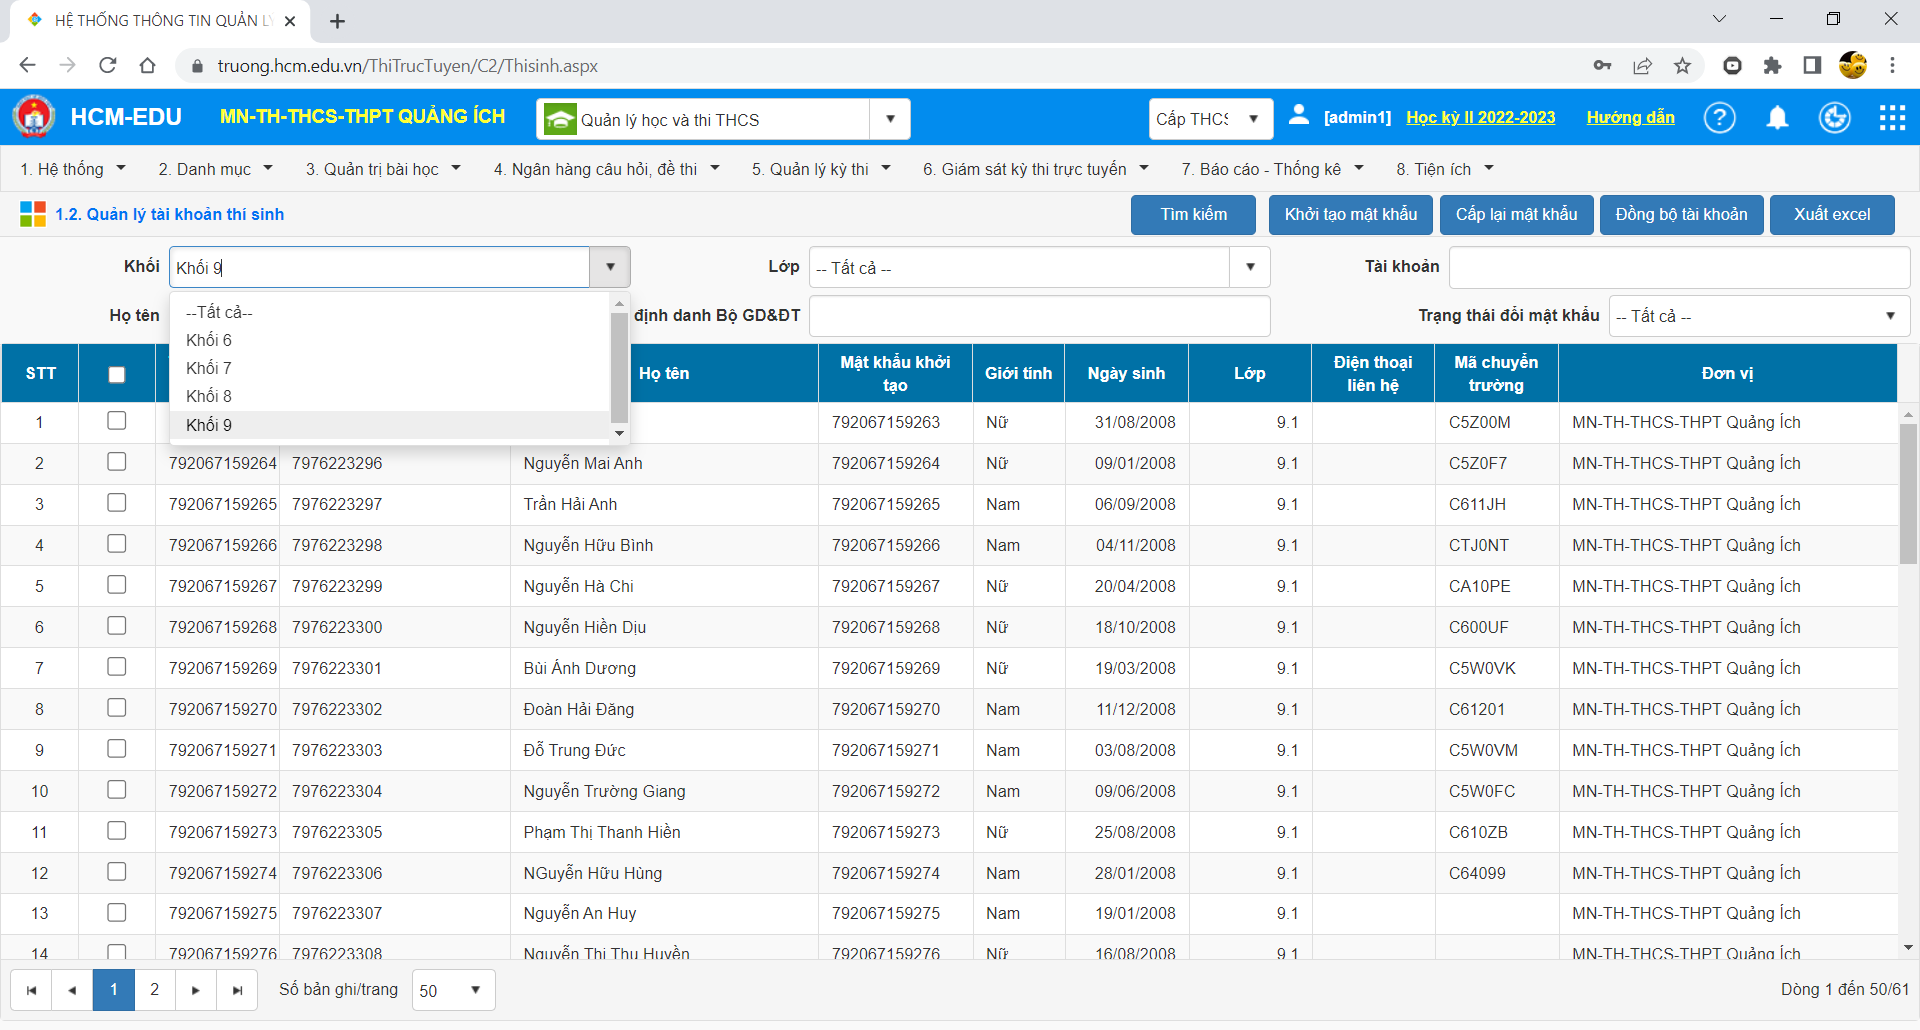 HỆ THỐNG THÔNG TIN QUẢN LÝ
truong.hcm.edu.vn/ThiTrucTuyen/C2/Thisinh.aspx
HCM-EDU MN-TH-THCS-THPT QUẢNG ÍCH Quản lý học và thi THCS Cấp THCS [admin1] Học kỳ II 2022-2023 Hướng dẫn
1. Hệ thống 2. Danh mục 3. Quản trị bài học 4. Ngân hàng câu hỏi, đề thi 5. Quản lý kỳ thi 6. Giám sát kỳ thi trực tuyến 7. Báo cáo - Thống kê 8. Tiện ích
1.2. Quản lý tài khoản thí sinh Tìm kiếm Khởi tạo mật khẩu Cấp lại mật khẩu Đồng bộ tài khoản Xuất excel
Khối Khối 9 Lớp -- Tất cả -- Tài khoản
Họ tên định danh Bộ GD&ĐT Trạng thái đổi mật khẩu -- Tất cả --
--Tất cả--
Khối 6
Khối 7
Khối 8
Khối 9
STT Họ tên Mật khẩu khởi tạo Giới tính Ngày sinh Lớp Điện thoại liên hệ Mã chuyển trường Đơn vị
1 792067159263 Nữ 31/08/2008 9.1 C5Z00M MN-TH-THCS-THPT Quảng Ích
2 792067159264 7976223296 Nguyễn Mai Anh 792067159264 Nữ 09/01/2008 9.1 C5Z0F7 MN-TH-THCS-THPT Quảng Ích
3 792067159265 7976223297 Trần Hải Anh 792067159265 Nam 06/09/2008 9.1 C611JH MN-TH-THCS-THPT Quảng Ích
4 792067159266 7976223298 Nguyễn Hữu Bình 792067159266 Nam 04/11/2008 9.1 CTJ0NT MN-TH-THCS-THPT Quảng Ích
5 792067159267 7976223299 Nguyễn Hà Chi 792067159267 Nữ 20/04/2008 9.1 CA10PE MN-TH-THCS-THPT Quảng Ích
6 792067159268 7976223300 Nguyễn Hiền Dịu 792067159268 Nữ 18/10/2008 9.1 C600UF MN-TH-THCS-THPT Quảng Ích
7 792067159269 7976223301 Bùi Ánh Dương 792067159269 Nữ 19/03/2008 9.1 C5W0VK MN-TH-THCS-THPT Quảng Ích
8 792067159270 7976223302 Đoàn Hải Đăng 792067159270 Nam 11/12/2008 9.1 C61201 MN-TH-THCS-THPT Quảng Ích
9 792067159271 7976223303 Đỗ Trung Đức 792067159271 Nam 03/08/2008 9.1 C5W0VM MN-TH-THCS-THPT Quảng Ích
10 792067159272 7976223304 Nguyễn Trường Giang 792067159272 Nam 09/06/2008 9.1 C5W0FC MN-TH-THCS-THPT Quảng Ích
11 792067159273 7976223305 Phạm Thị Thanh Hiền 792067159273 Nữ 25/08/2008 9.1 C610ZB MN-TH-THCS-THPT Quảng Ích
12 792067159274 7976223306 NGuyễn Hữu Hùng 792067159274 Nam 28/01/2008 9.1 C64099 MN-TH-THCS-THPT Quảng Ích
13 792067159275 7976223307 Nguyễn An Huy 792067159275 Nam 19/01/2008 9.1 MN-TH-THCS-THPT Quảng Ích
14 792067159276 7976223308 Nguyễn Thị Thu Huyền 792067159276 Nữ 16/08/2008 9.1 MN-TH-THCS-THPT Quảng Ích
1 2 Số bản ghi/trang 50 Dòng 1 đến 50/61